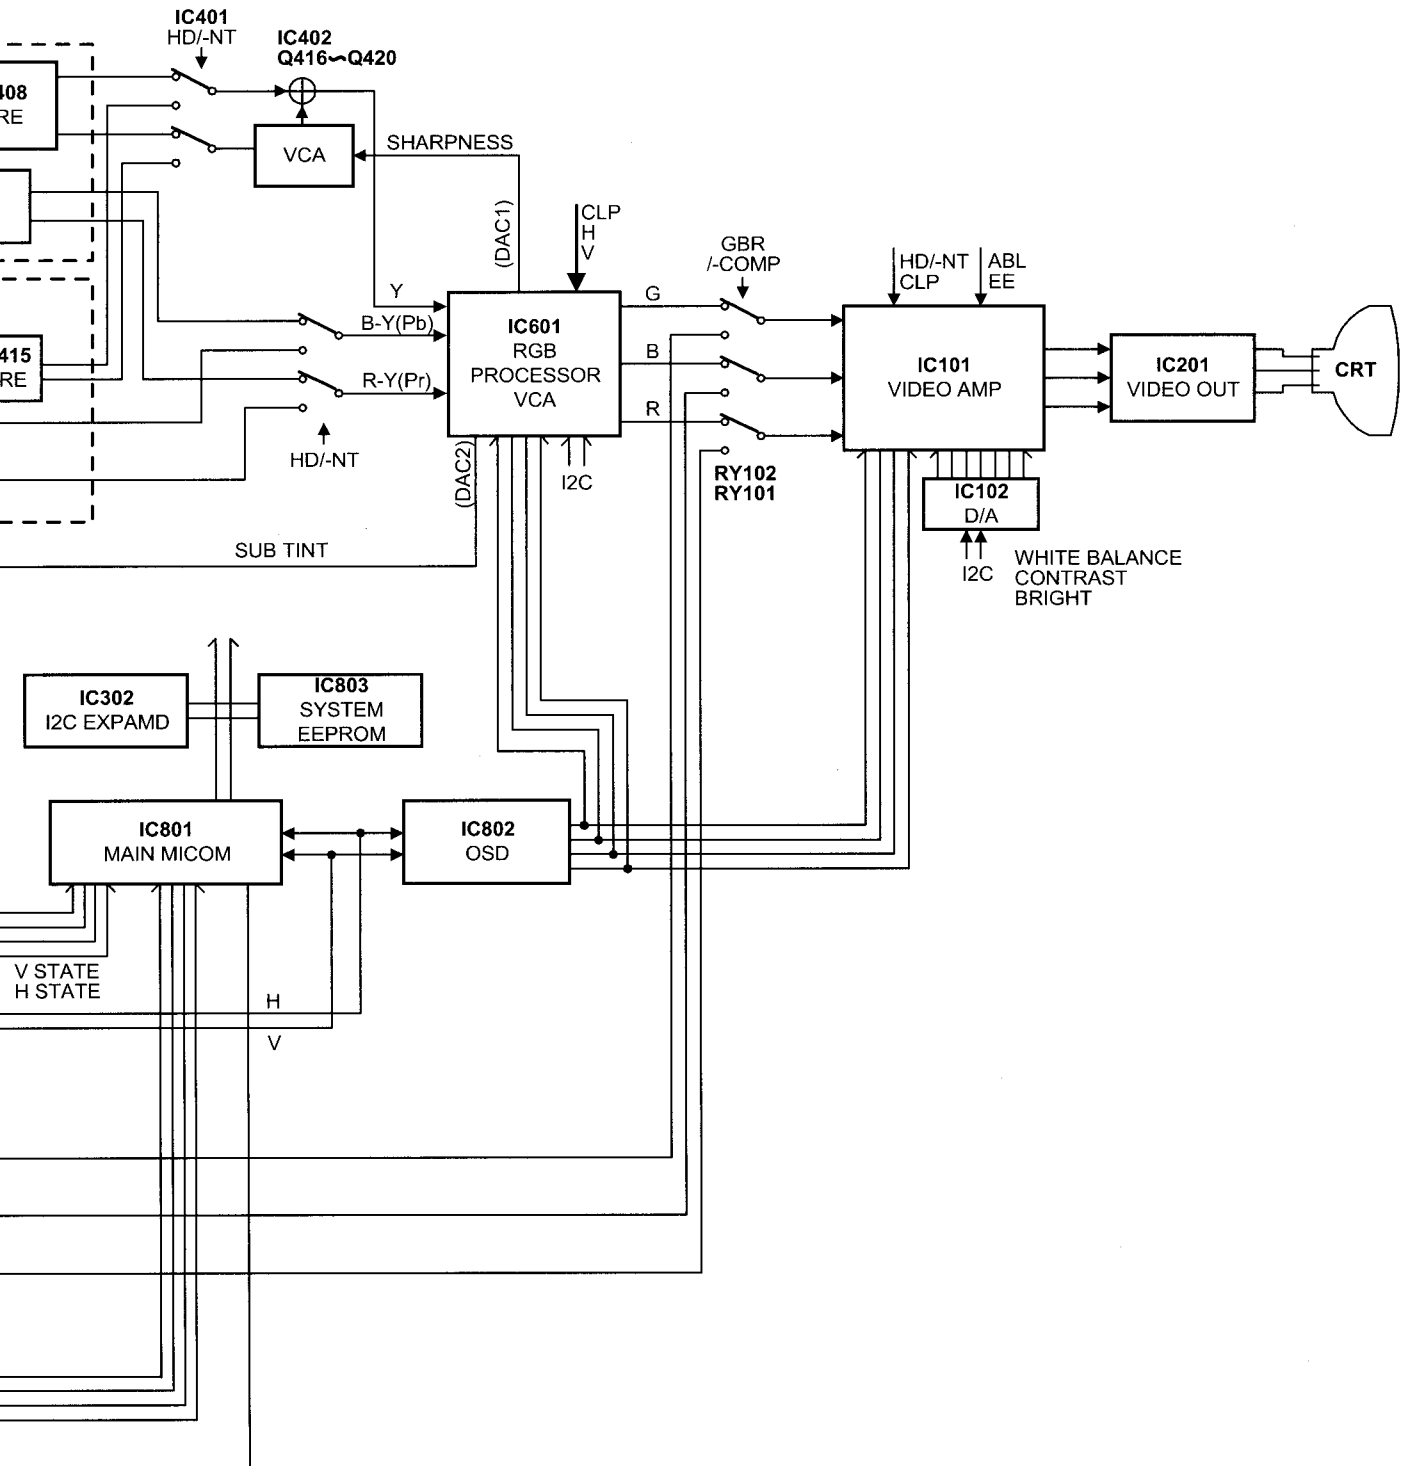 IC401
HD/-NT
IC402
Q416~Q420
408
RE
VCA
SHARPNESS
(DAC1)
CLP
H
V
GBR
/-COMP
HD/-NT
CLP
ABL
EE
Y
B-Y(Pb)
R-Y(Pr)
IC601
RGB
PROCESSOR
VCA
G
B
R
IC101
VIDEO AMP
IC201
VIDEO OUT
CRT
415
RE
HD/-NT
(DAC2)
I2C
RY102
RY101
IC102
D/A
I2C
WHITE BALANCE
CONTRAST
BRIGHT
SUB TINT
IC302
I2C EXPAMD
IC803
SYSTEM
EEPROM
IC801
MAIN MICOM
IC802
OSD
V STATE
H STATE
H
V